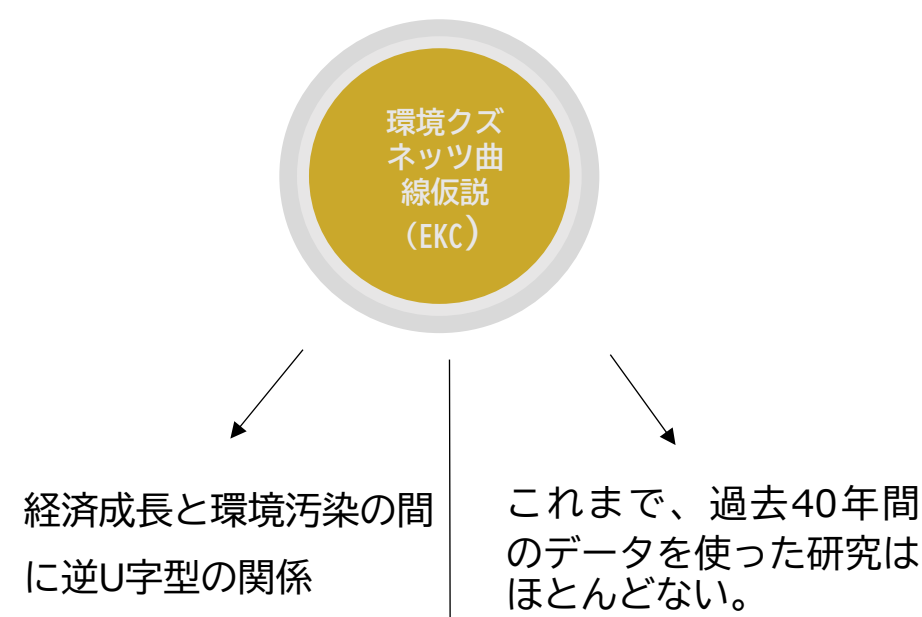 環境クズ
ネッツ曲
線仮説
（EKC）
経済成長と環境汚染の間
に逆U字型の関係
これまで、過去40年間
のデータを使った研究は
ほとんどない。